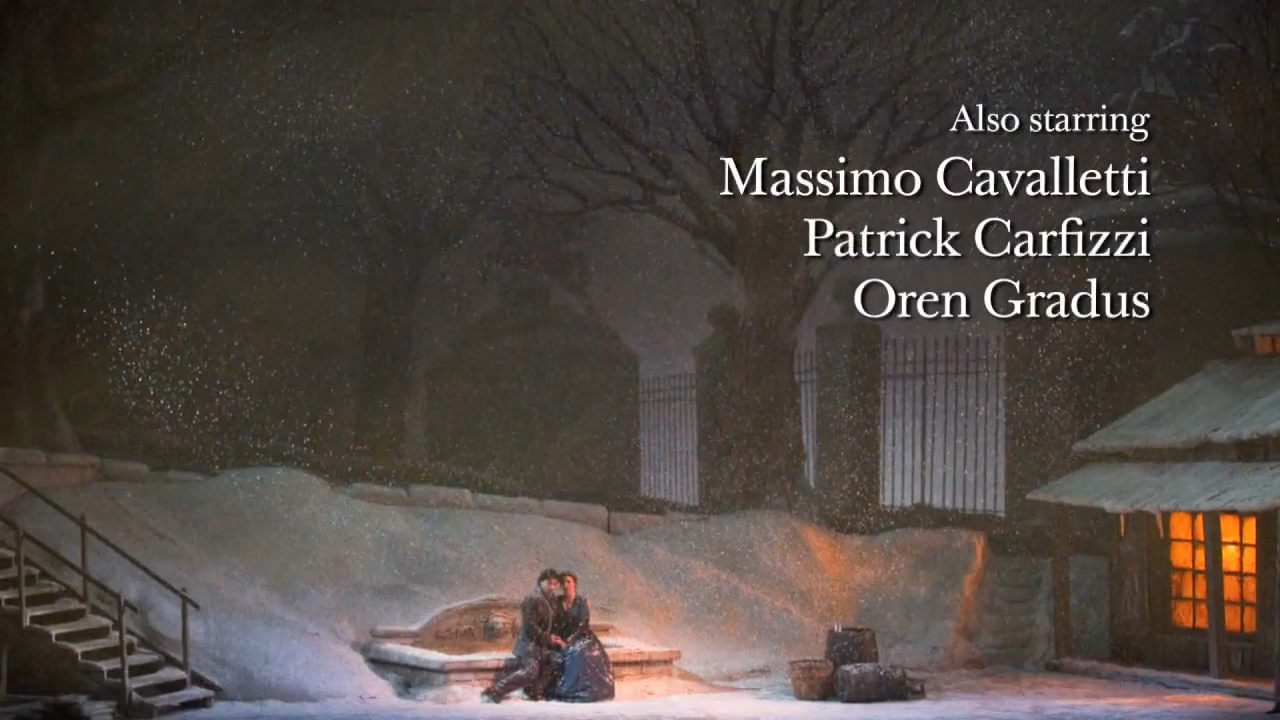 Also starring
Massimo Cavalletti
Patrick Carfizzi
Oren Gradus